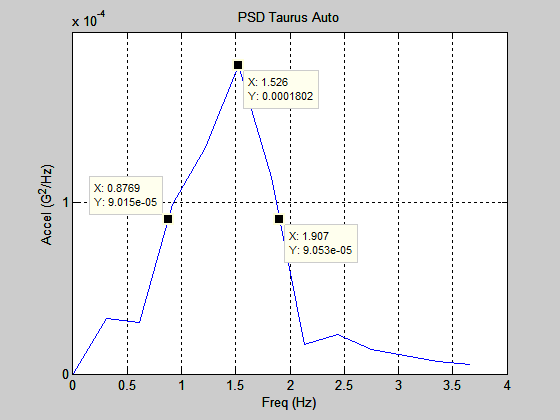 PSD Taurus Auto
x 10^-4
X: 1.526
Y: 0.0001802
X: 0.8769
Y: 9.015e-05
X: 1.907
Y: 9.053e-05
1
0
Accel (G^2/Hz)
0 0.5 1 1.5 2 2.5 3 3.5 4
Freq (Hz)